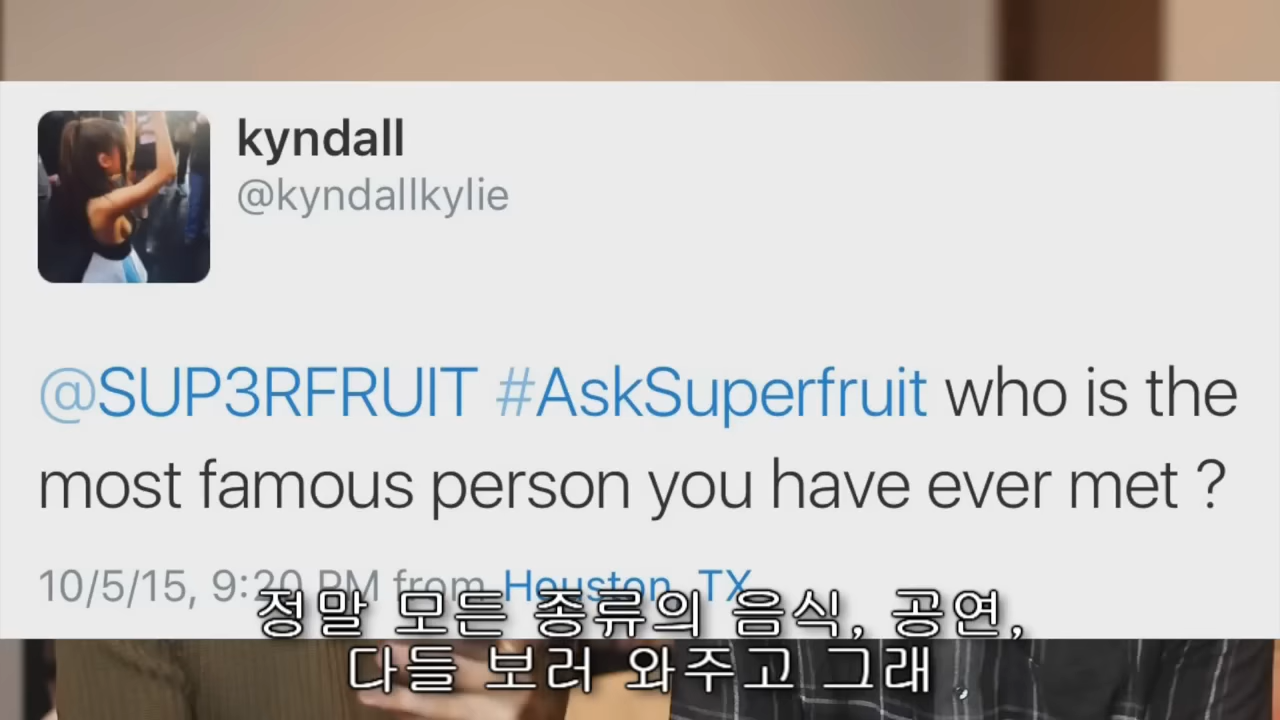 kyndall
@kyndallkylie
@SUP3RFRUIT #AskSuperfruit who is the
most famous person you have ever met ?
10/5/15, 9:20 PM from Houston, TX
정말 모든 종류의 음식, 공연,
다들 보러 와주고 그래